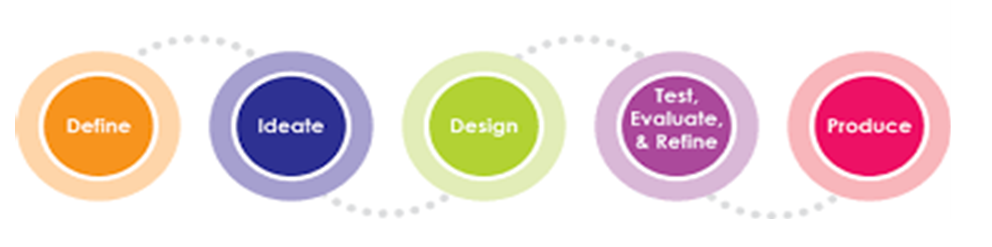 Define
Ideate
Design
Test,
Evaluate,
& Refine
Produce